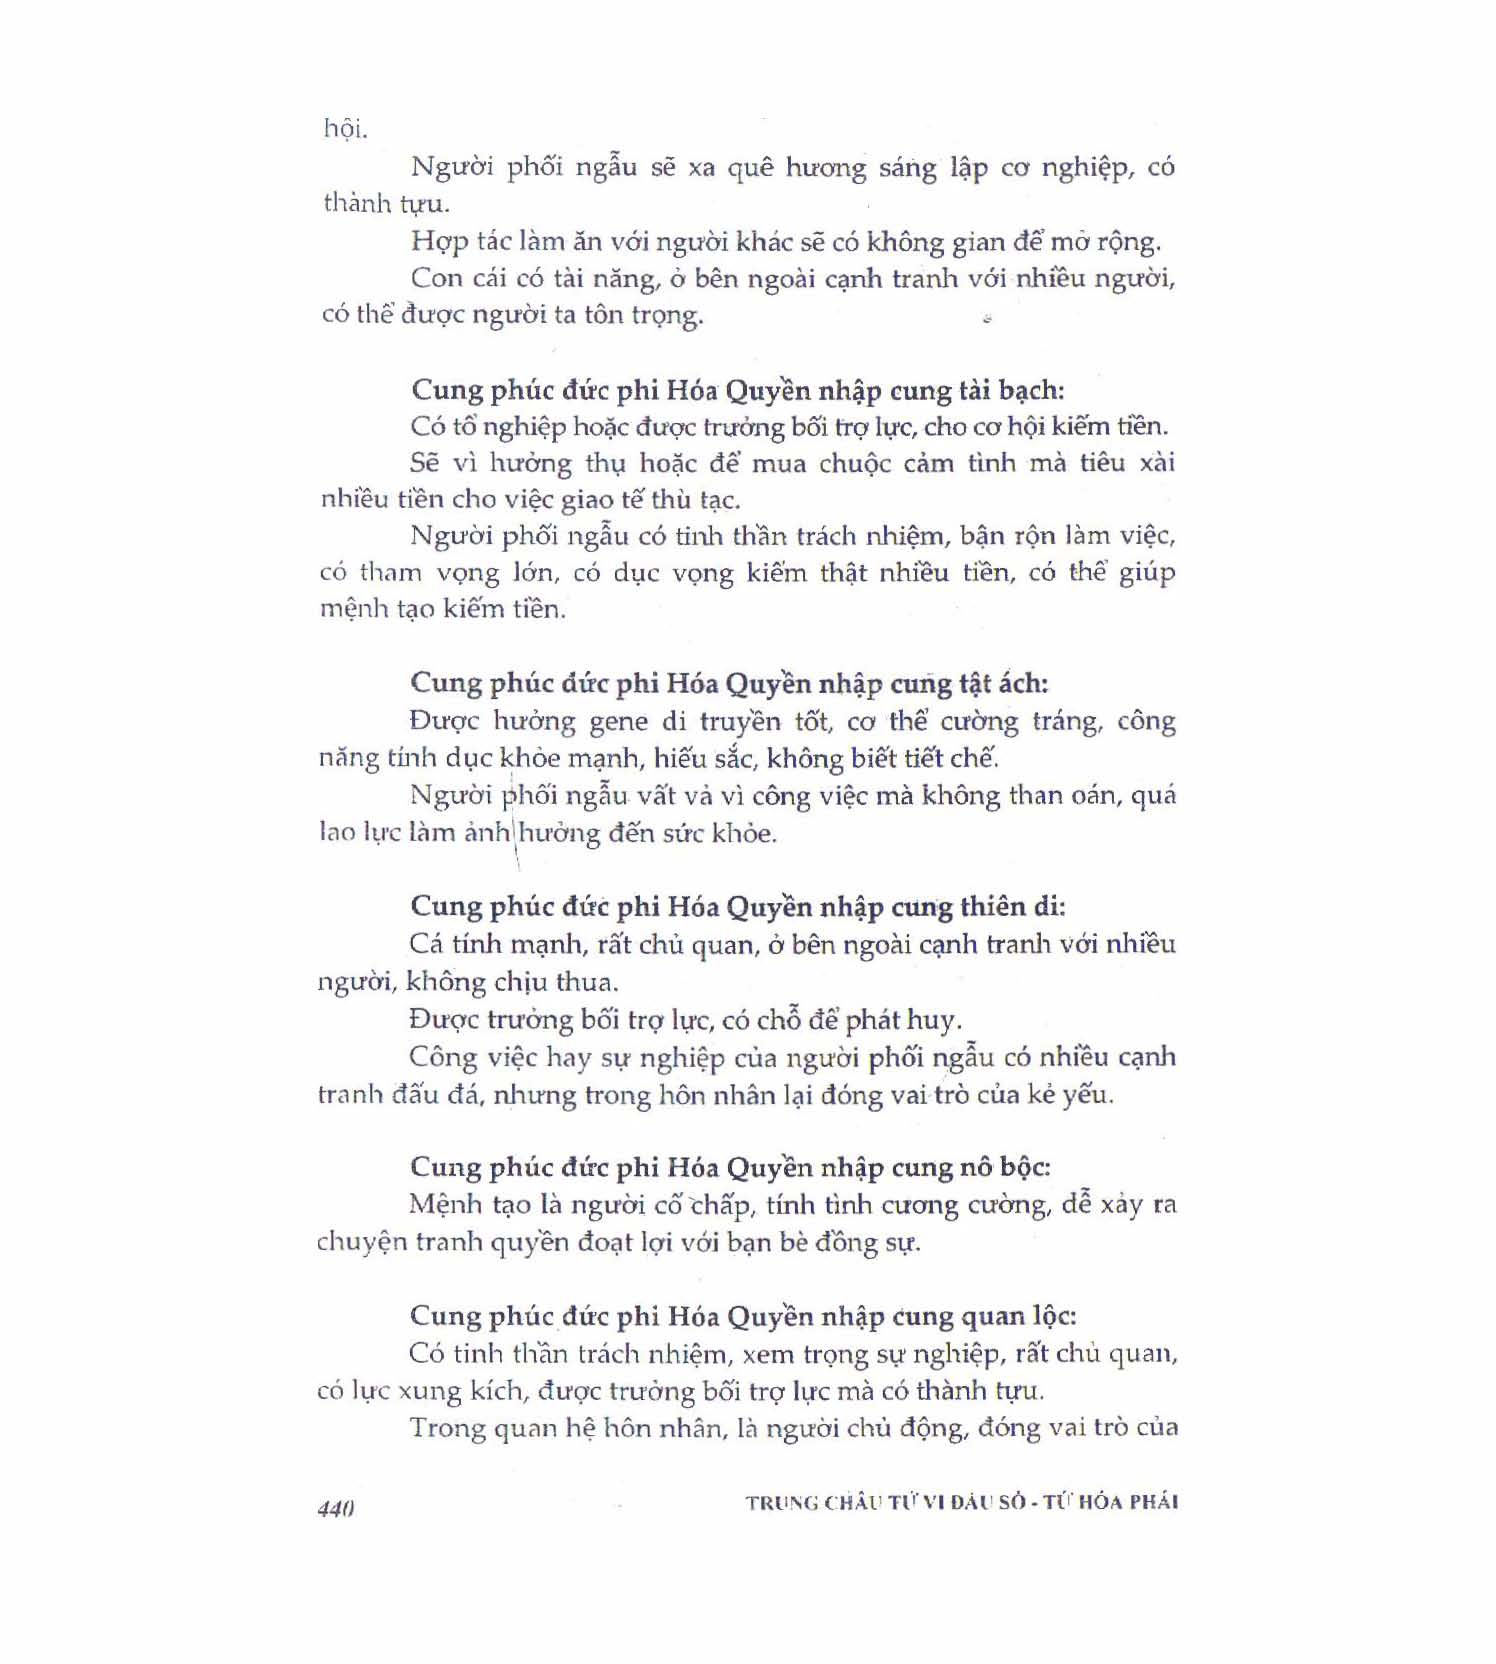 hội.
Người phối ngẫu sẽ xa quê hương sáng lập cơ nghiệp, có
thành tựu.
Hợp tác làm ăn với người khác sẽ có không gian để mở rộng.
Con cái có tài năng, ở bên ngoài cạnh tranh với nhiều người,
có thể được người ta tôn trọng.
Cung phúc đức phi Hóa Quyền nhập cung tài bạch:
Có tổ nghiệp hoặc được trưởng bối trợ lực, cho cơ hội kiếm tiền.
Sẽ vì hưởng thụ hoặc để mua chuộc cảm tình mà tiêu xài
nhiều tiền cho việc giao tế thù tạc.
Người phối ngẫu có tinh thần trách nhiệm, bận rộn làm việc,
có tham vọng lớn, có dục vọng kiếm thật nhiều tiền, có thể giúp
mệnh tạo kiếm tiền.
Cung phúc đức phi Hóa Quyền nhập cung tật ách:
Được hưởng gene di truyền tốt, cơ thể cường tráng, công
năng tính dục khỏe mạnh, hiếu sắc, không biết tiết chế.
Người phối ngẫu vất vả vì công việc mà không than oán, quá
lao lực làm ảnh hưởng đến sức khỏe.
Cung phúc đức phi Hóa Quyền nhập cung thiên di:
Cá tính mạnh, rất chủ quan, ở bên ngoài cạnh tranh với nhiều
người, không chịu thua.
Được trưởng bối trợ lực, có chỗ để phát huy.
Công việc hay sự nghiệp của người phối ngẫu có nhiều cạnh
tranh đấu đá, nhưng trong hôn nhân lại đóng vai trò của kẻ yếu.
Cung phúc đức phi Hóa Quyền nhập cung nô bộc:
Mệnh tạo là người cố chấp, tính tình cương cường, dễ xảy ra
chuyện tranh quyền đoạt lợi với bạn bè đồng sự.
Cung phúc đức phi Hóa Quyền nhập cung quan lộc:
Có tinh thần trách nhiệm, xem trọng sự nghiệp, rất chủ quan,
có lực xung kích, được trưởng bối trợ lực mà có thành tựu.
Trong quan hệ hôn nhân, là người chủ động, đóng vai trò của
440 TRUNG CHÂU TỬ VI ĐẨU SỐ - TỨ HÓA PHÁI